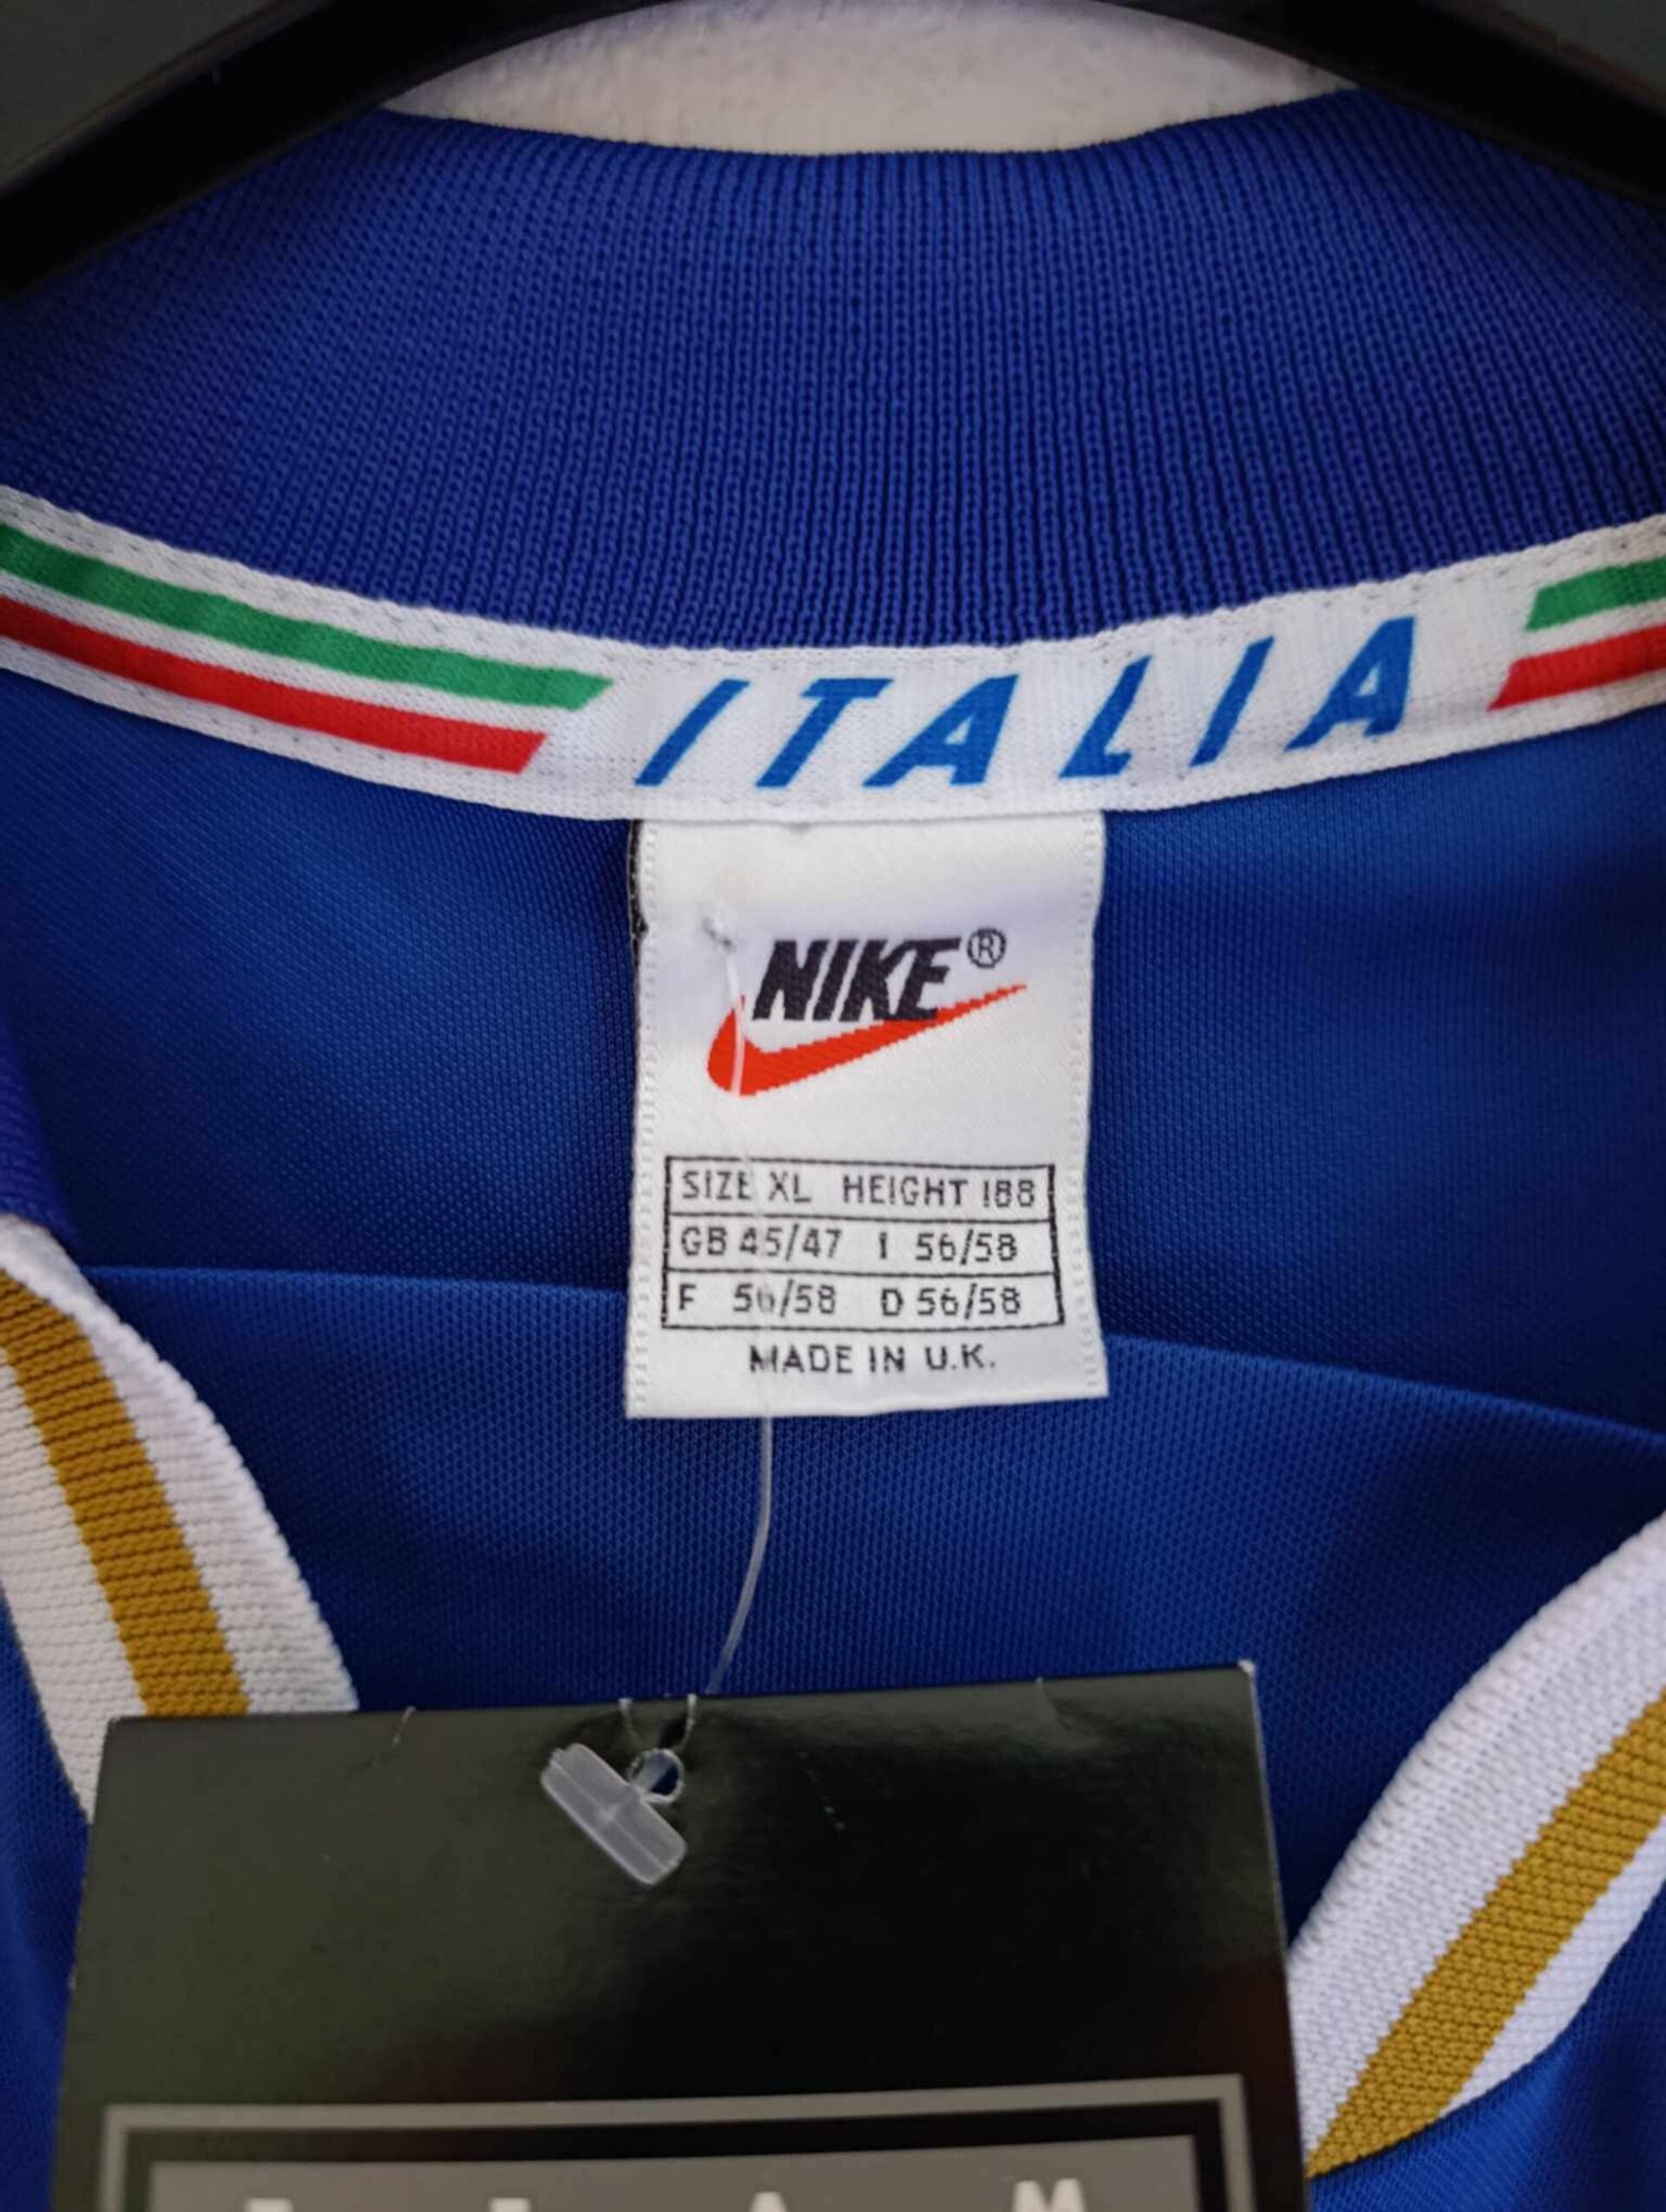 ITALIA
NIKE®
SIZE XL HEIGHT 188
GB 45/47 I 56/58
F 56/58 D 56/58
MADE IN U.K.